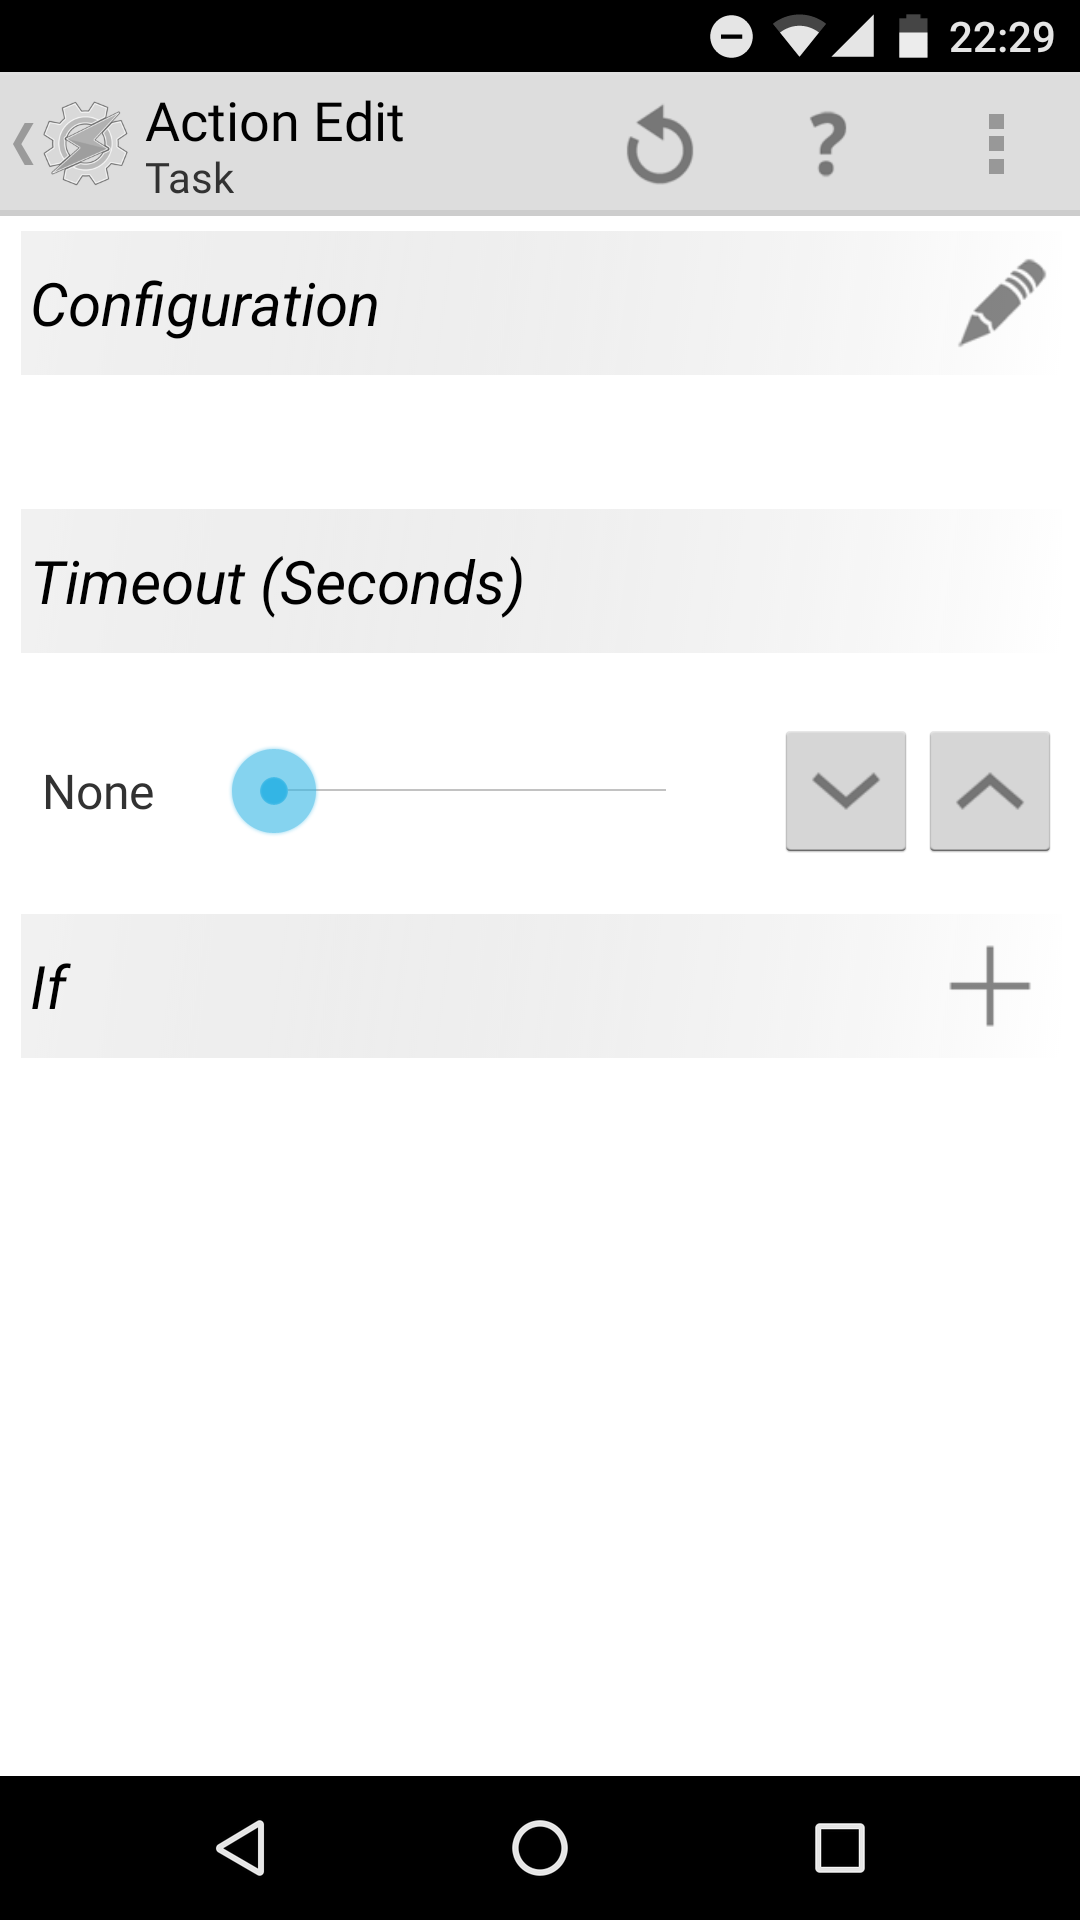 22:29
Action Edit
Task
?
Configuration
Timeout (Seconds)
None
If